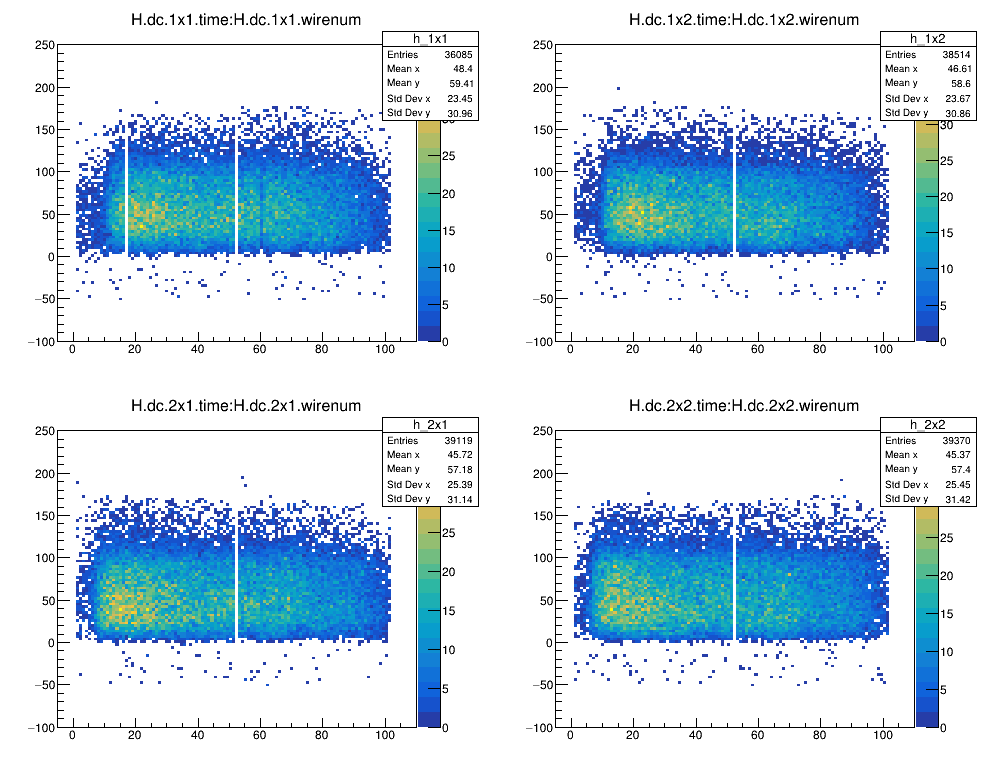 H.dc.1x1.time:H.dc.1x1.wirenum
h_1x1
Entries 36085
Mean x 48.4
Mean y 59.41
Std Dev x 23.45
Std Dev y 30.96
250
200
150
100
50
0
−50
−100
0 20 40 60 80 100
25
20
15
10
5
0
H.dc.1x2.time:H.dc.1x2.wirenum
h_1x2
Entries 38514
Mean x 46.61
Mean y 58.6
Std Dev x 23.67
Std Dev y 30.86
250
200
150
100
50
0
−50
−100
0 20 40 60 80 100
30
25
20
15
10
5
0
H.dc.2x1.time:H.dc.2x1.wirenum
h_2x1
Entries 39119
Mean x 45.72
Mean y 57.18
Std Dev x 25.39
Std Dev y 31.14
250
200
150
100
50
0
−50
−100
0 20 40 60 80 100
25
20
15
10
5
0
H.dc.2x2.time:H.dc.2x2.wirenum
h_2x2
Entries 39370
Mean x 45.37
Mean y 57.4
Std Dev x 25.45
Std Dev y 31.42
250
200
150
100
50
0
−50
−100
0 20 40 60 80 100
25
20
15
10
5
0